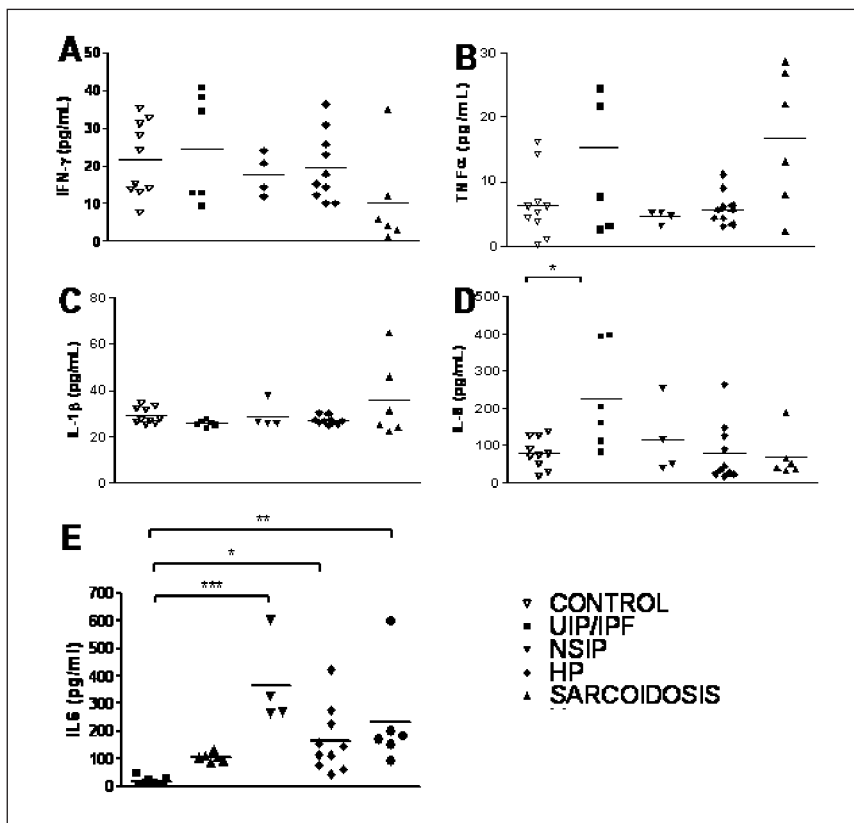 A
IFN-γ (pg/mL)
50
40
30
20
10
0
B
TNFα (pg/mL)
30
20
10
0
C
IL-1β (pg/mL)
80
60
40
20
0
*
D
IL-8 (pg/mL)
500
400
300
200
100
0
E
**
*
***
IL6 (pg/ml)
700
600
500
400
300
200
100
0
CONTROL
UIP/IPF
NSIP
HP
SARCOIDOSIS